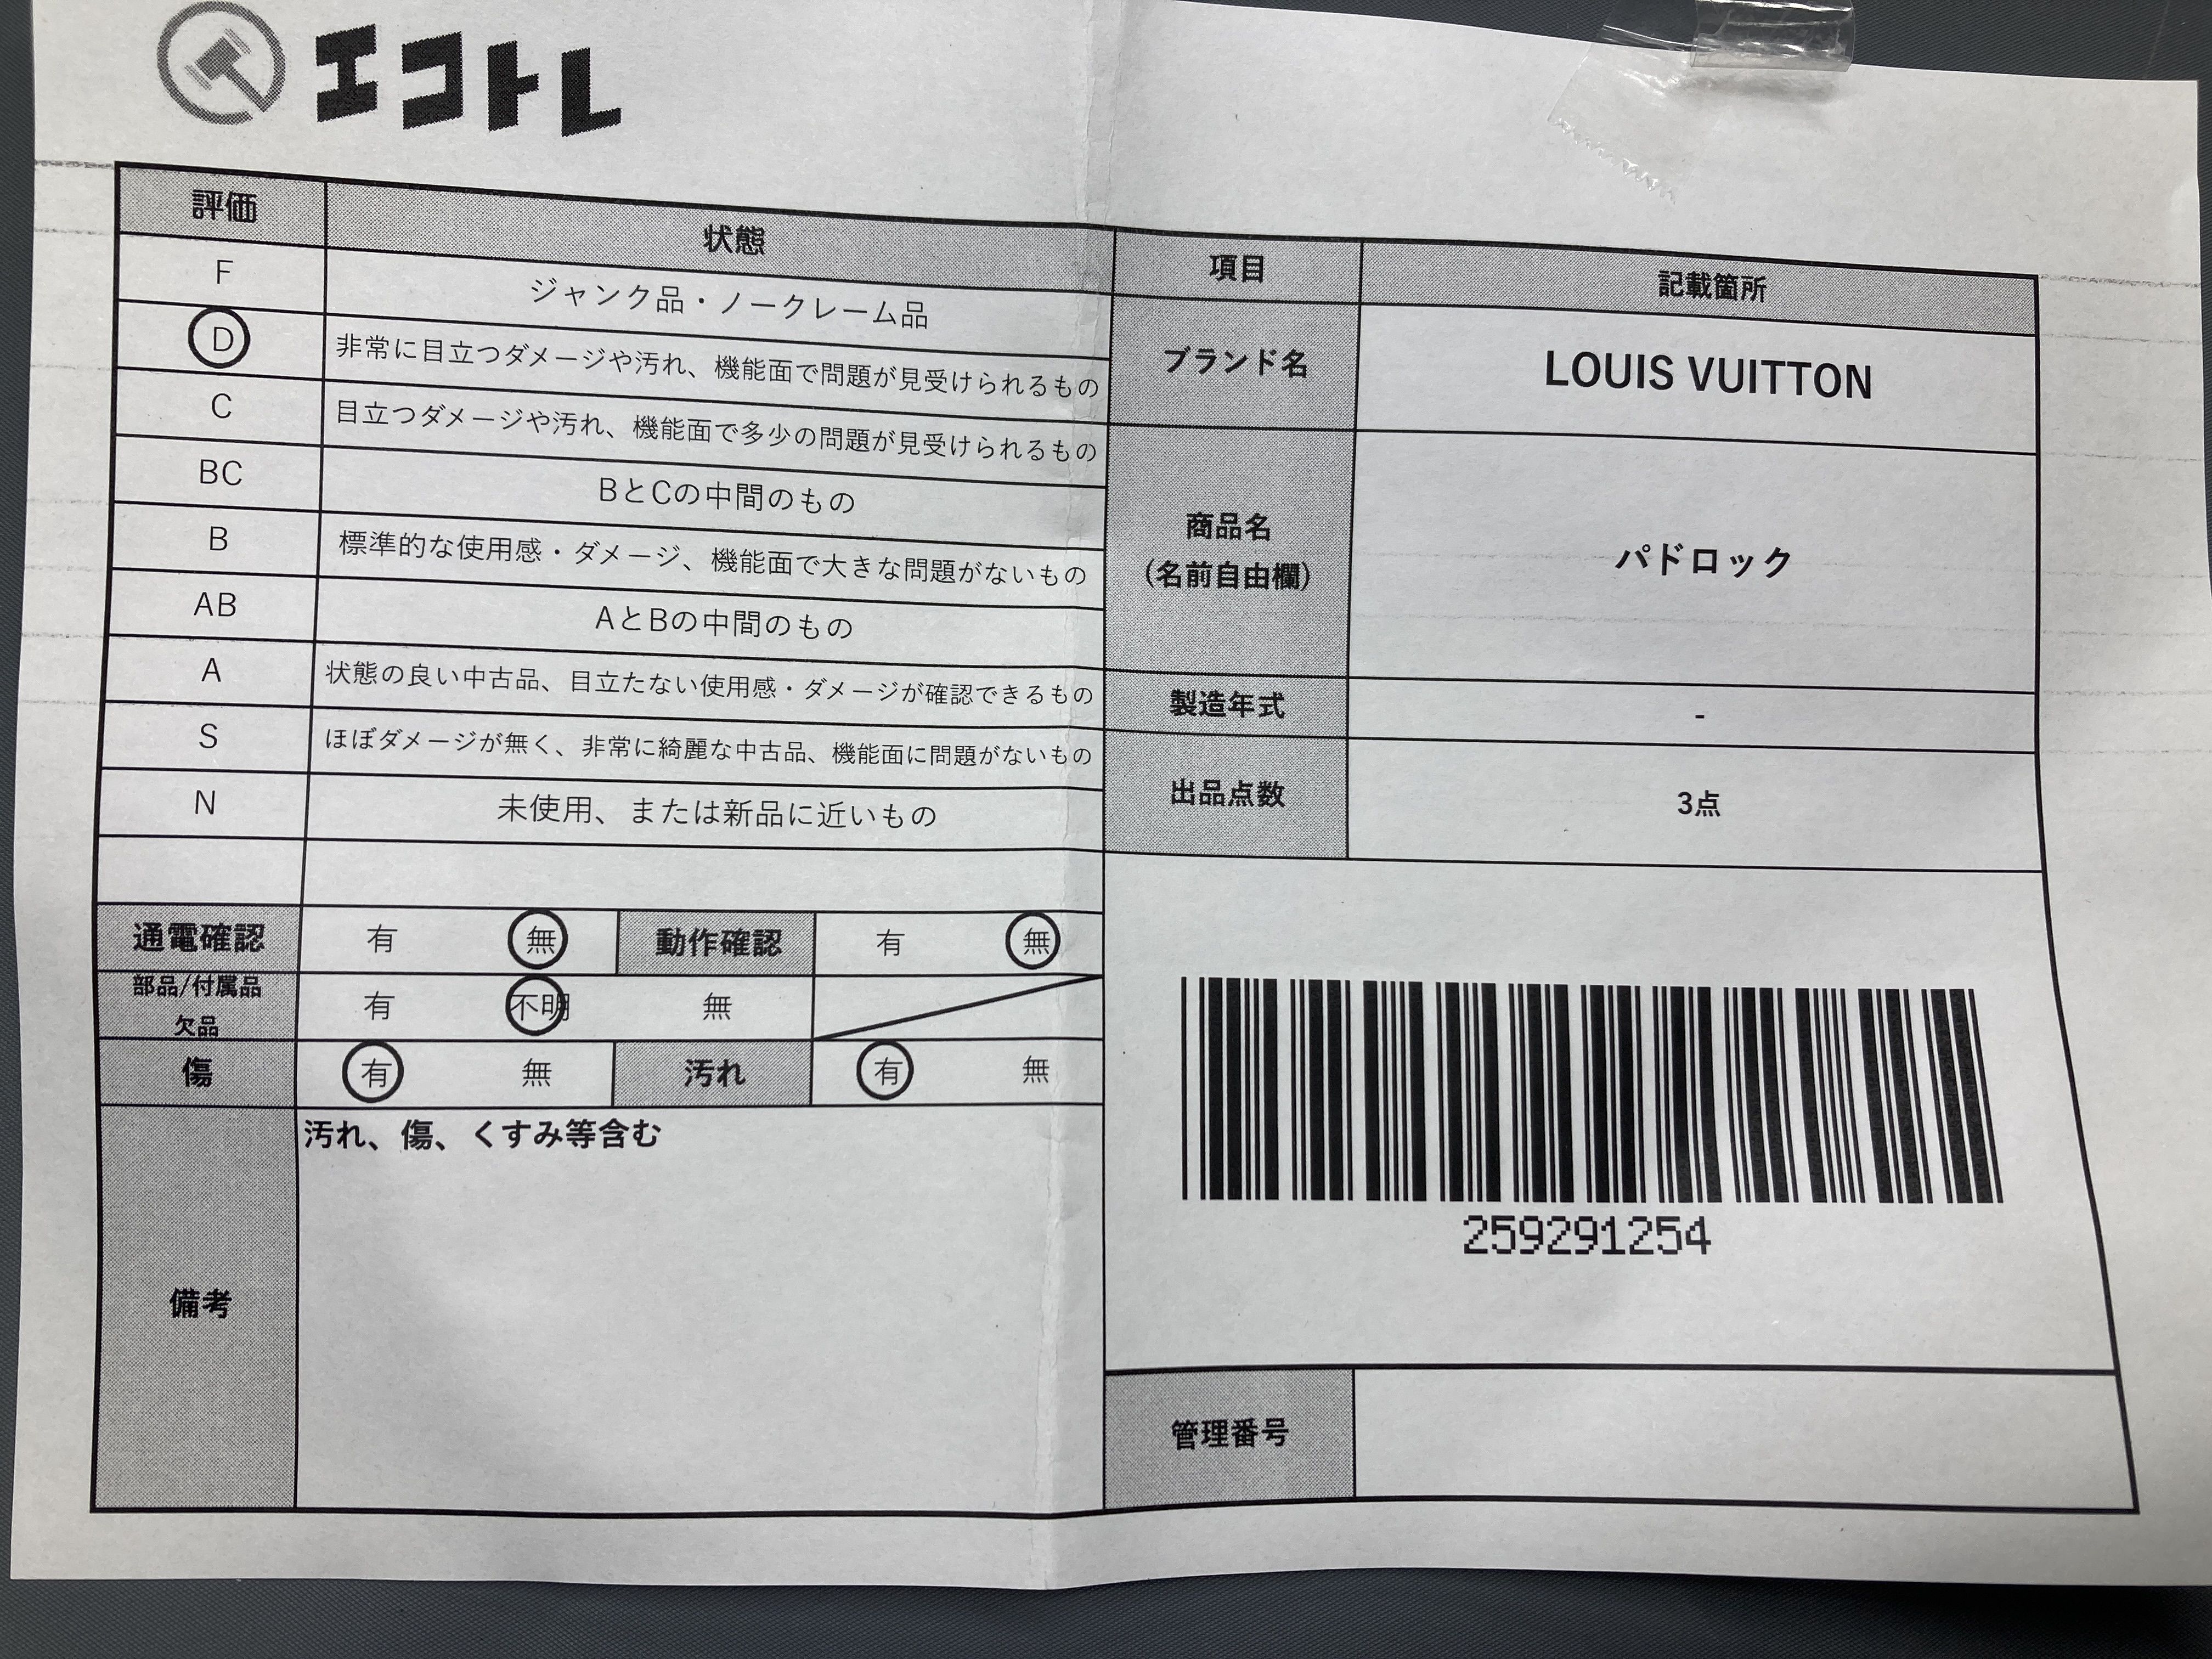 エコトレ
評価 状態
F ジャンク品・ノークレーム品
D 非常に目立つダメージや汚れ、機能面で問題が見受けられるもの
C 目立つダメージや汚れ、機能面で多少の問題が見受けられるもの
BC BとCの中間のもの
B 標準的な使用感・ダメージ、機能面で大きな問題がないもの
AB AとBの中間のもの
A 状態の良い中古品、目立たない使用感・ダメージが確認できるもの
S ほぼダメージが無く、非常に綺麗な中古品、機能面に問題がないもの
N 未使用、または新品に近いもの
通電確認 有 無 動作確認 有 無
部品/付属品
欠品 有 不明 無
傷 有 無 汚れ 有 無
備考 汚れ、傷、くすみ等含む
項目 記載箇所
ブランド名 LOUIS VUITTON
商品名
(名前自由欄) パドロック
製造年式 -
出品点数 3点
259291254
管理番号